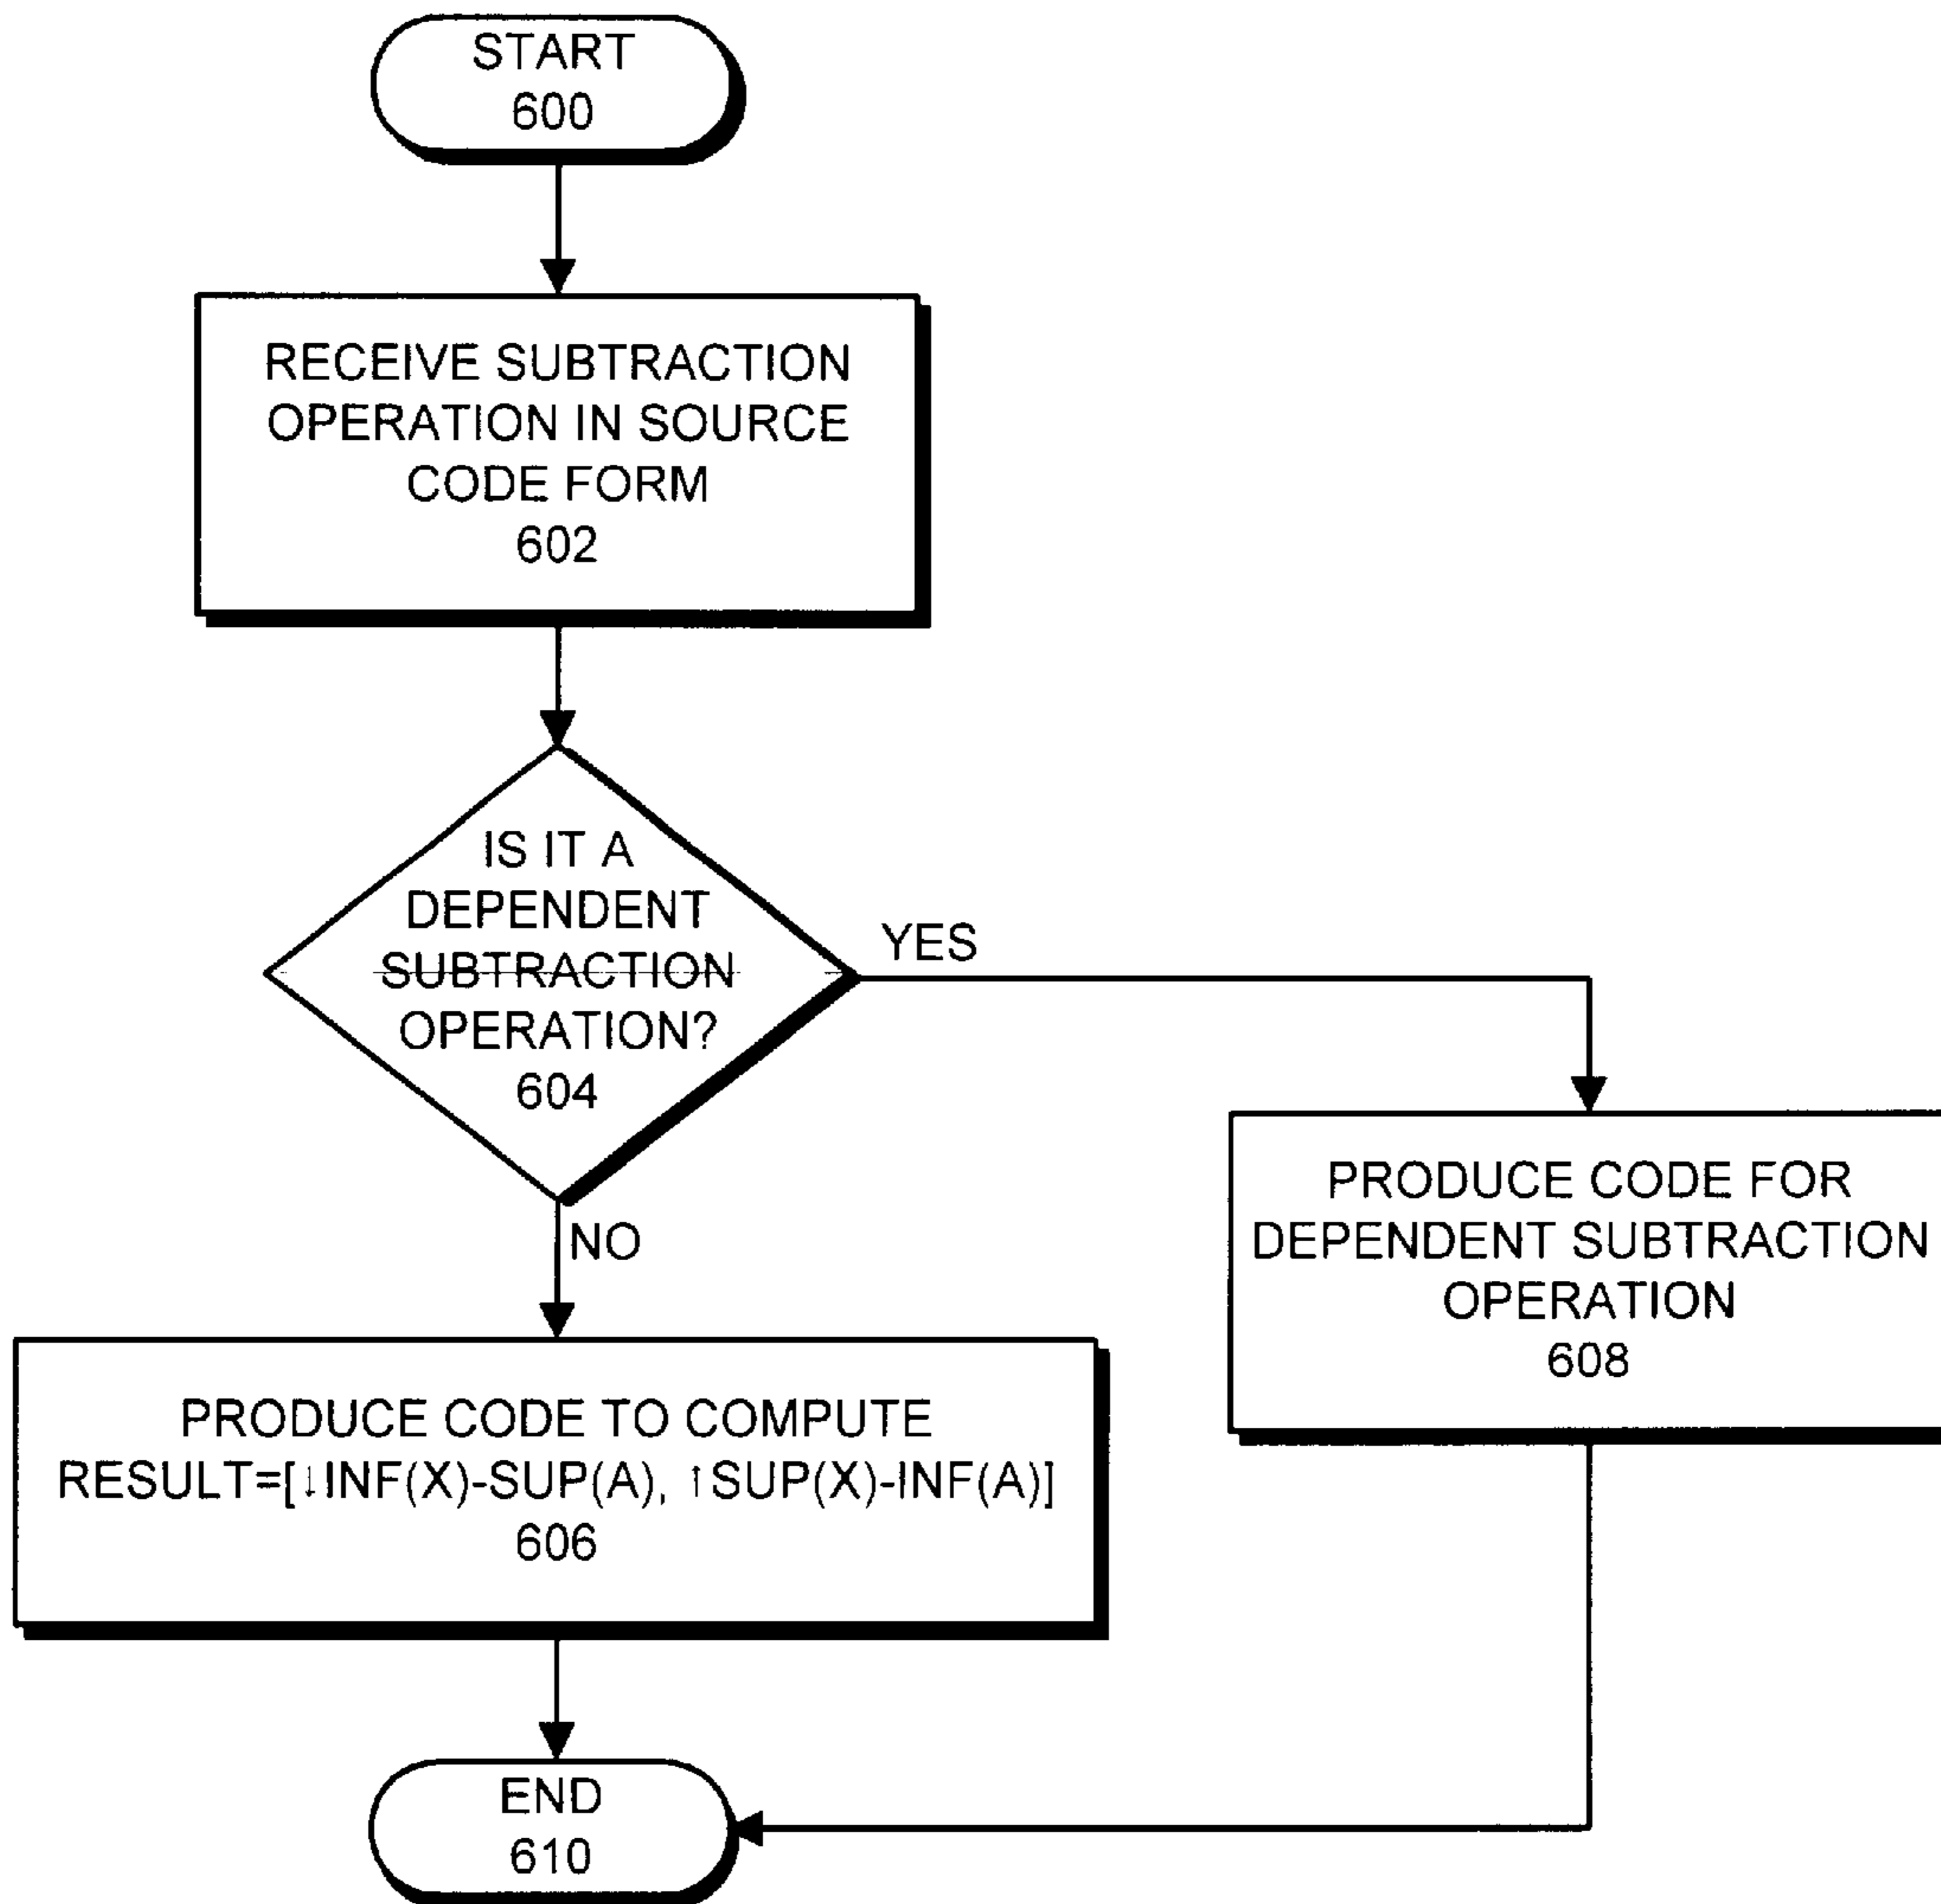 START
600
RECEIVE SUBTRACTION
OPERATION IN SOURCE
CODE FORM
602
IS IT A
DEPENDENT
SUBTRACTION
OPERATION?
604
YES
NO
PRODUCE CODE FOR
DEPENDENT SUBTRACTION
OPERATION
608
PRODUCE CODE TO COMPUTE
RESULT=[↓INF(X)-SUP(A), ↑SUP(X)-INF(A)]
606
END
610